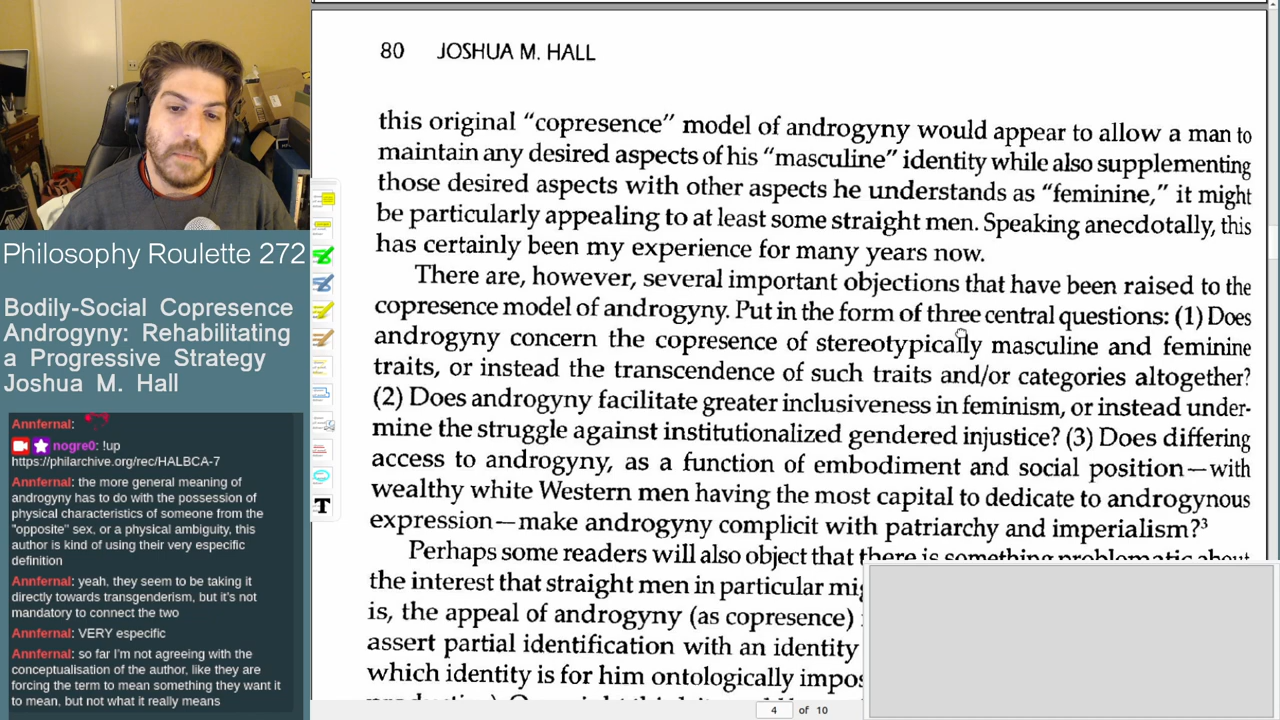 80 JOSHUA M. HALL
this original “copresence” model of androgyny would appear to allow a man to
maintain any desired aspects of his “masculine” identity while also supplementing
those desired aspects with other aspects he understands as “feminine,” it might
be particularly appealing to at least some straight men. Speaking anecdotally, this
has certainly been my experience for many years now.
There are, however, several important objections that have been raised to the
copresence model of androgyny. Put in the form of three central questions: (1) Does
androgyny concern the copresence of stereotypically masculine and feminine
traits, or instead the transcendence of such traits and/or categories altogether?
(2) Does androgyny facilitate greater inclusiveness in feminism, or instead under-
mine the struggle against institutionalized gendered injustice? (3) Does differing
access to androgyny, as a function of embodiment and social position—with
wealthy white Western men having the most capital to dedicate to androgynous
expression—make androgyny complicit with patriarchy and imperialism?³
Perhaps some readers will also object that there is something problematic about
the interest that straight men in particular mig
is, the appeal of androgyny (as copresence)
assert partial identification with an identity
which identity is for him ontologically impos
4 of 10
Philosophy Roulette 272
Bodily-Social Copresence
Androgyny: Rehabilitating
a Progressive Strategy
Joshua M. Hall
Annfernal:
nogre0: !up
https://philarchive.org/rec/HALBCA-7
Annfernal: the more general meaning of
androgyny has to do with the possession of
physical characteristics of someone from the
"opposite" sex, or a physical ambiguity, this
author is kind of using their very especific
definition
Annfernal: yeah, they seem to be taking it
directly towards transgenderism, but it's not
mandatory to connect the two
Annfernal: VERY especific
Annfernal: so far I'm not agreeing with the
conceptualisation of the author, like they are
forcing the term to mean something they want it
to mean, but not what it really means
T